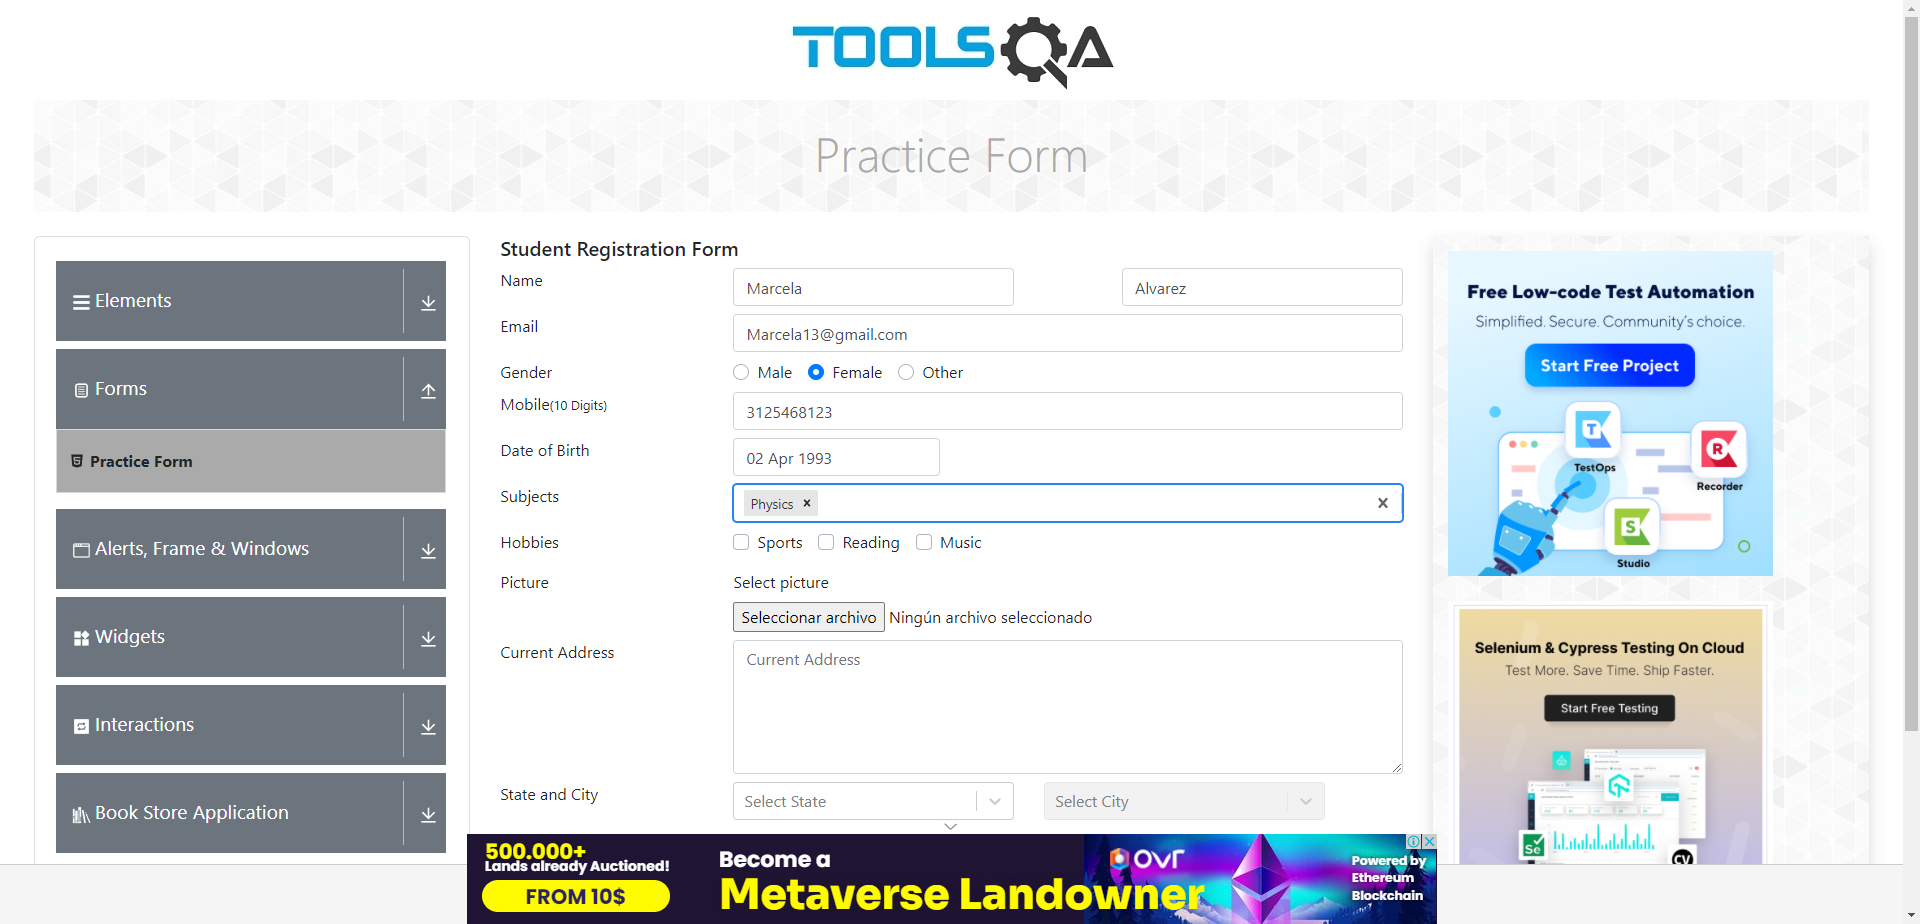 TOOLSQA
Practice Form
Elements
Forms
Practice Form
Alerts, Frame & Windows
Widgets
Interactions
Book Store Application
Student Registration Form
Name
Marcela
Alvarez
Email
Marcela13@gmail.com
Gender
Male
Female
Other
Mobile(10 Digits)
3125468123
Date of Birth
02 Apr 1993
Subjects
Physics
Hobbies
Sports
Reading
Music
Picture
Select picture
Seleccionar archivo
Ningún archivo seleccionado
Current Address
Current Address
State and City
Select State
Select City
Free Low-code Test Automation
Simplified. Secure. Community's choice.
Start Free Project
T
TestOps
R
Recorder
S
Studio
Selenium & Cypress Testing On Cloud
Test More. Save Time. Ship Faster.
Start Free Testing
Se
CV
500.000+
Lands already Auctioned!
FROM 10$
Become a
Metaverse Landowner
ovr
Powered by
Ethereum
Blockchain